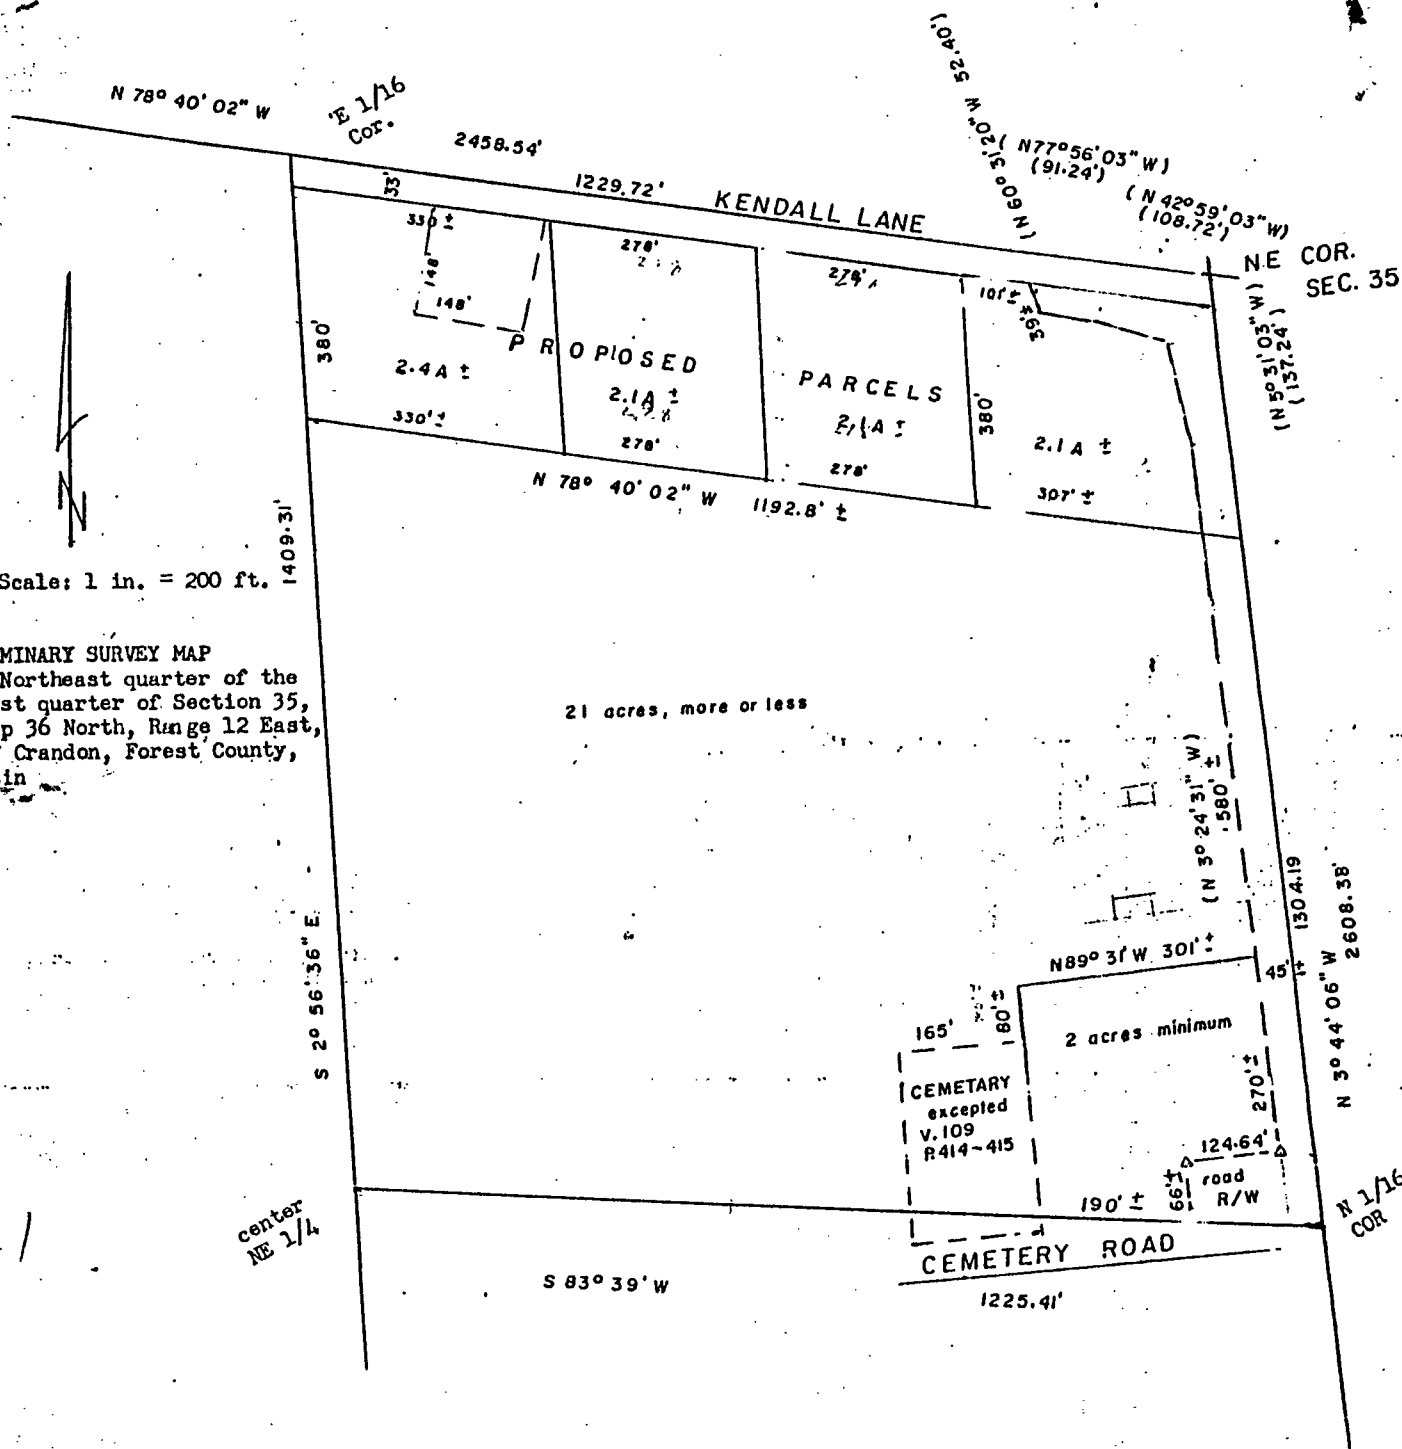 N 78° 40' 02" W
'E 1/16
Cor.
2458.54'
1229.72'
KENDALL LANE
(N 60° 31' 20" W 52.40')
( N77°56'03" W)
(91.24')
( N 42° 59' 03" W)
(108.72')
N.E COR.
SEC. 35
(N 5° 31' 03" W)
(137.24')
33'
330 ±
148'
148'
278'
278'
101' ±
39' ±
380'
PROPOSED
PARCELS
2.4 A ±
2.1 A ±
2.1 A ±
2.1 A ±
380'
330' ±
278'
278'
307' ±
N 78° 40' 02" W 1192.8' ±
1409.31'
Scale: 1 in. = 200 ft.
MINARY SURVEY MAP
Northeast quarter of the
st quarter of Section 35,
p 36 North, Range 12 East,
Crandon, Forest County,
in
21 acres, more or less
(N 3° 24' 31" W)
580' ±
1304.19
2608.38'
N 3° 44' 06" W
S 2° 56' 36" E
N89° 31' W 301' ±
45' ±
165'
180' ±
2 acres minimum
CEMETARY
excepted
V. 109
P. 414-415
270' ±
124.64'
66' ±
road
R/W
190' ±
N 1/16
COR
center
NE 1/4
CEMETERY ROAD
S 83° 39' W
1225.41'